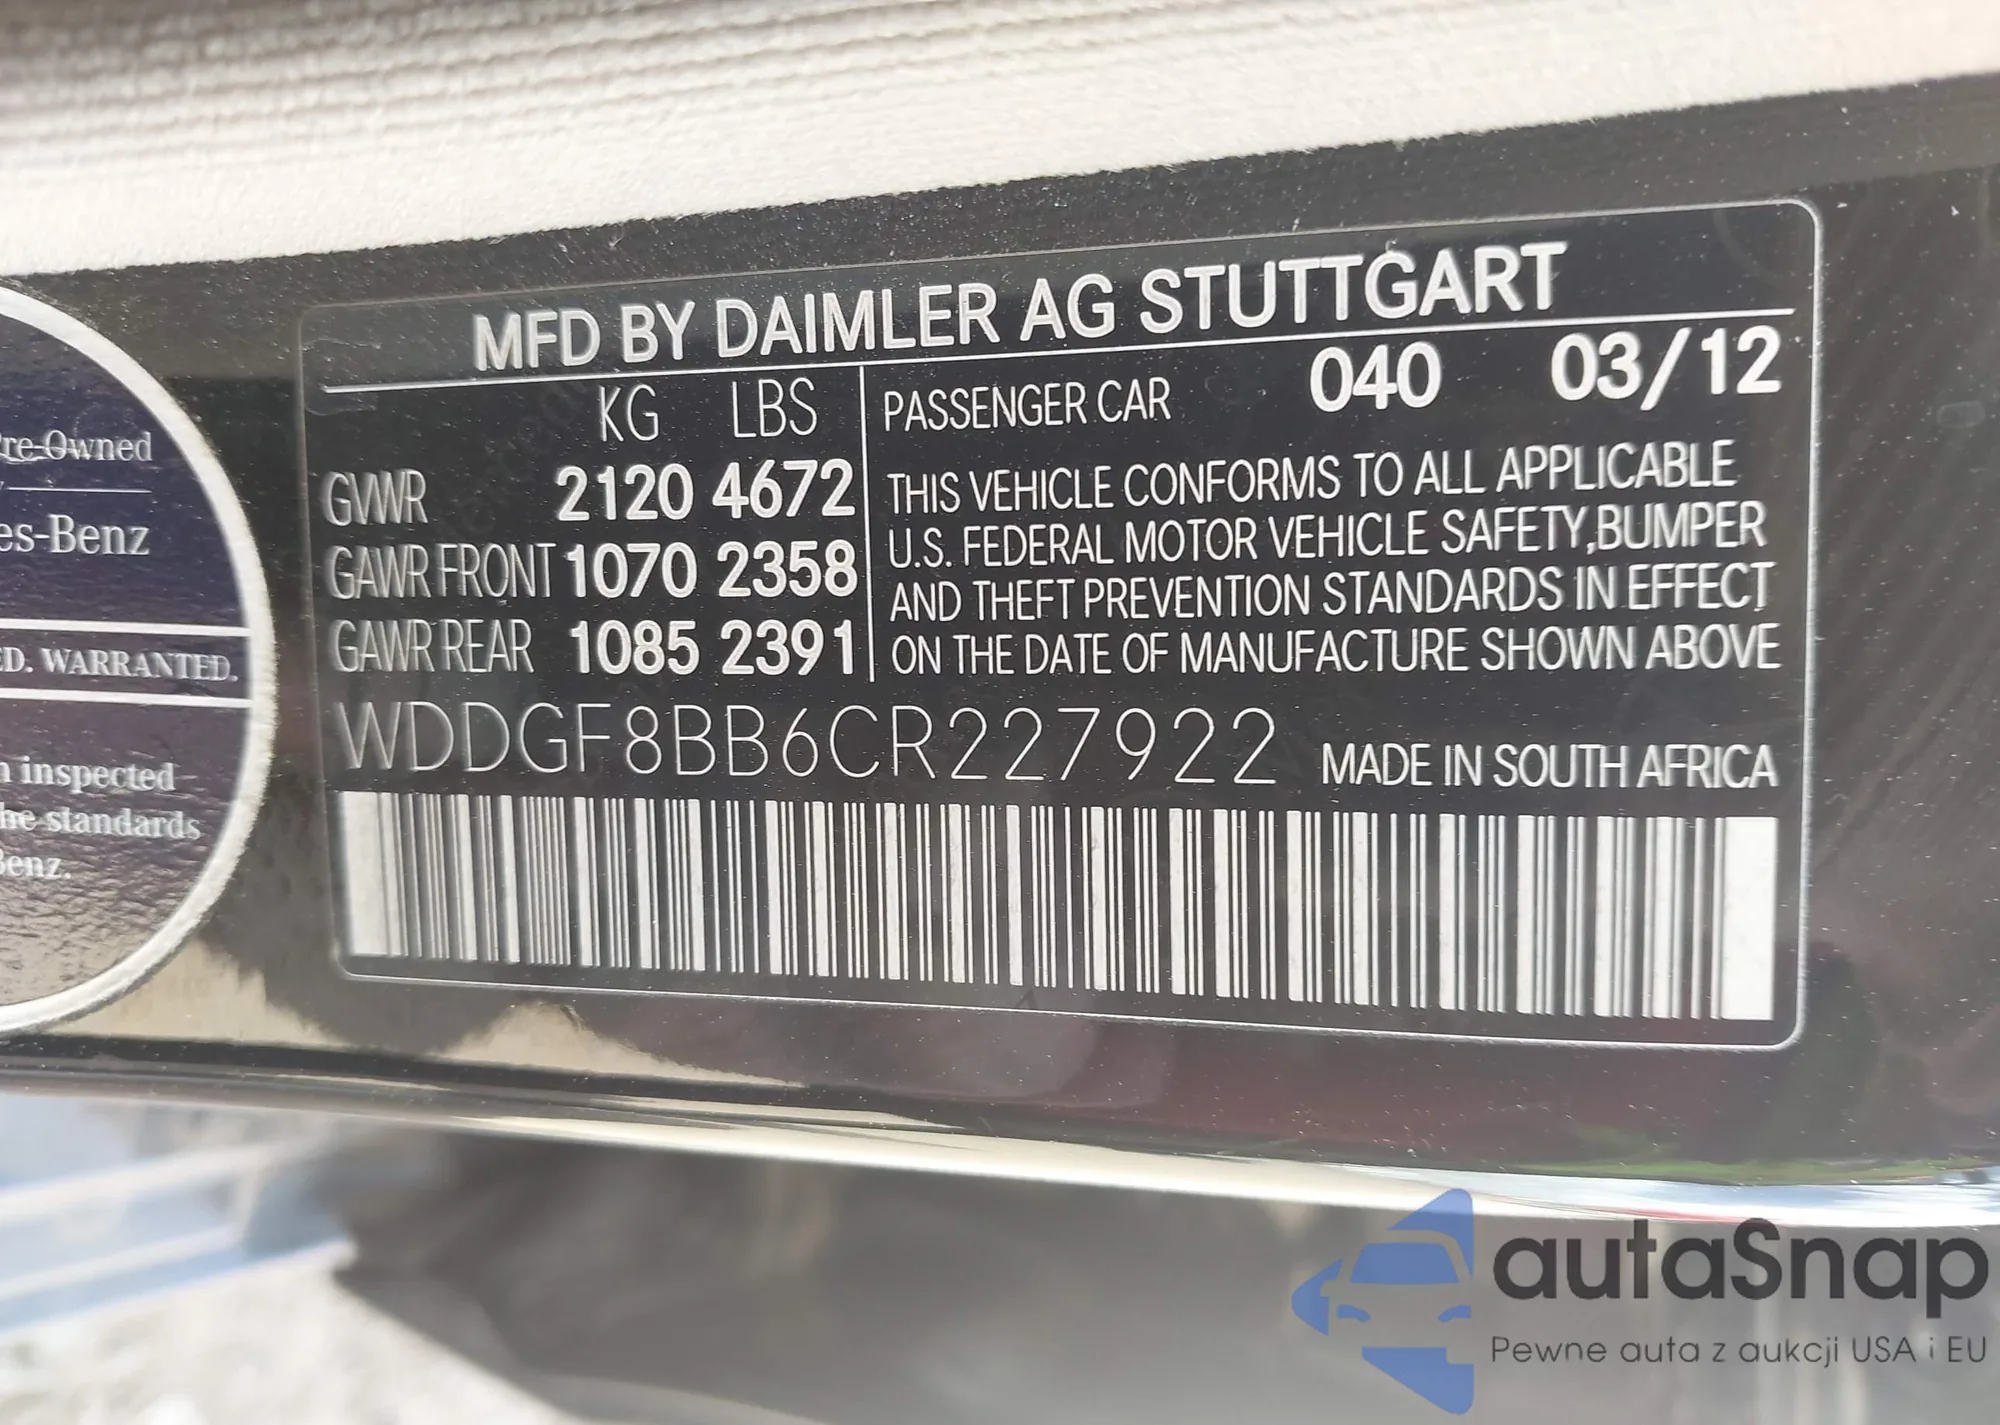 MFD BY DAIMLER AG STUTTGART
KG LBS
GVWR 2120 4672
GAWR FRONT 1070 2358
GAWR REAR 1085 2391
PASSENGER CAR 040 03/12
THIS VEHICLE CONFORMS TO ALL APPLICABLE
U.S. FEDERAL MOTOR VEHICLE SAFETY,BUMPER
AND THEFT PREVENTION STANDARDS IN EFFECT
ON THE DATE OF MANUFACTURE SHOWN ABOVE
WDDGF8BB6CR227922 MADE IN SOUTH AFRICA
re-Owned
es-Benz
ED. WARRANTED.
n inspected
he standards
Benz.
autaSnap
Pewne auta z aukcji USA i EU